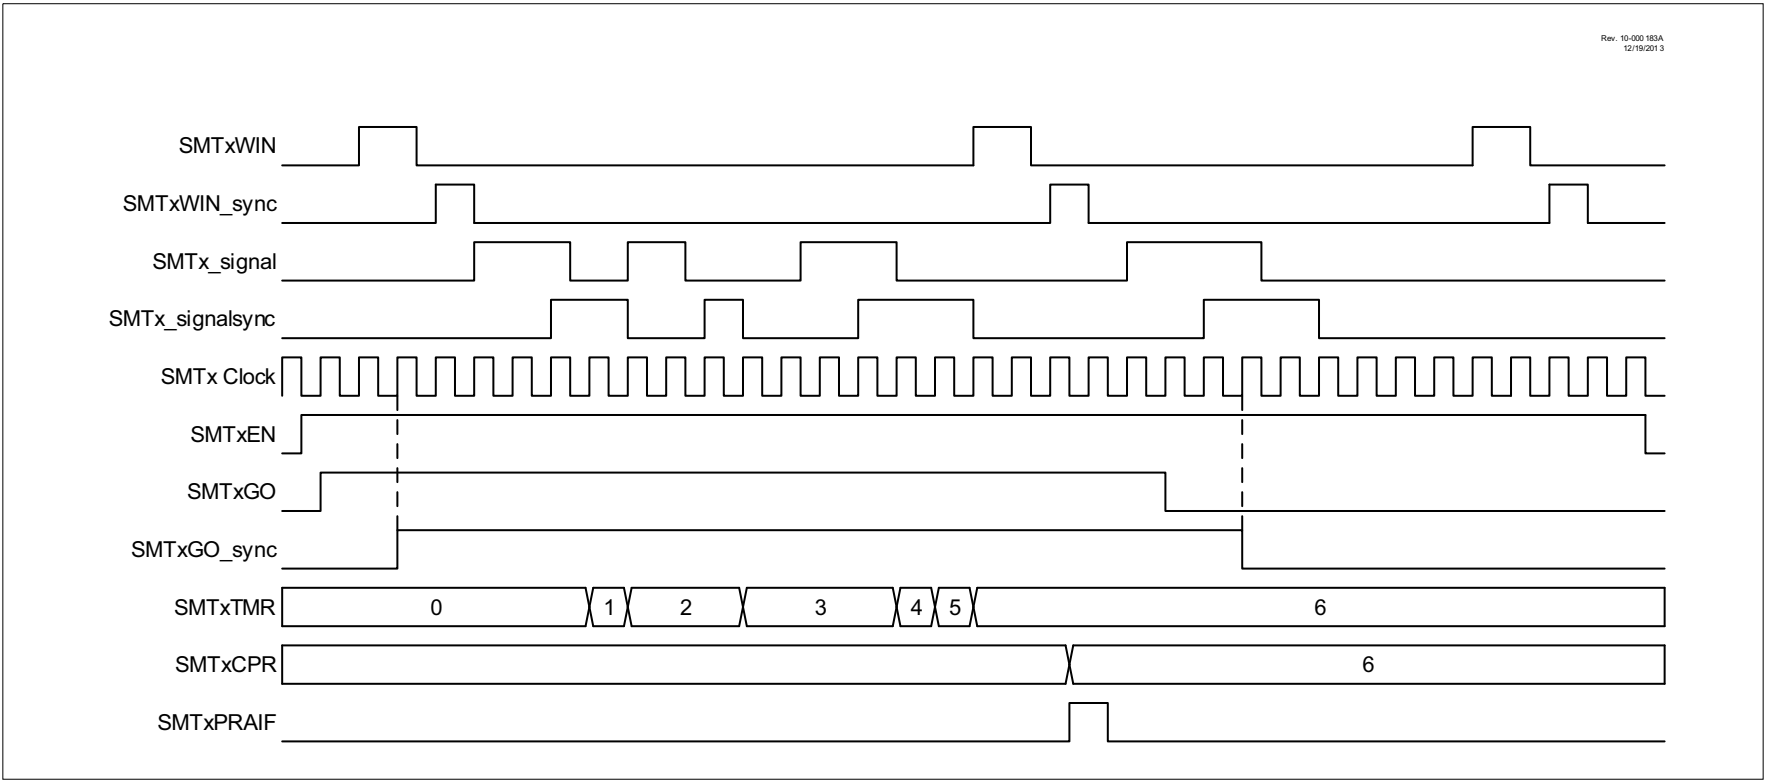 Rev. 10-000 183A
12/19/201 3
SMTxWIN
SMTxWIN_sync
SMTx_signal
SMTx_signalsync
SMTx Clock
SMTxEN
SMTxGO
SMTxGO_sync
SMTxTMR 0 1 2 3 4 5 6
SMTxCPR 6
SMTxPRAIF